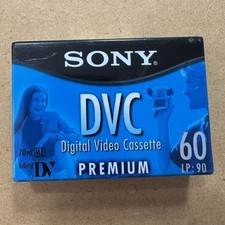 SONY
DVC
Digital Video Cassette
PREMIUM
60
LP: 90
Mini DV